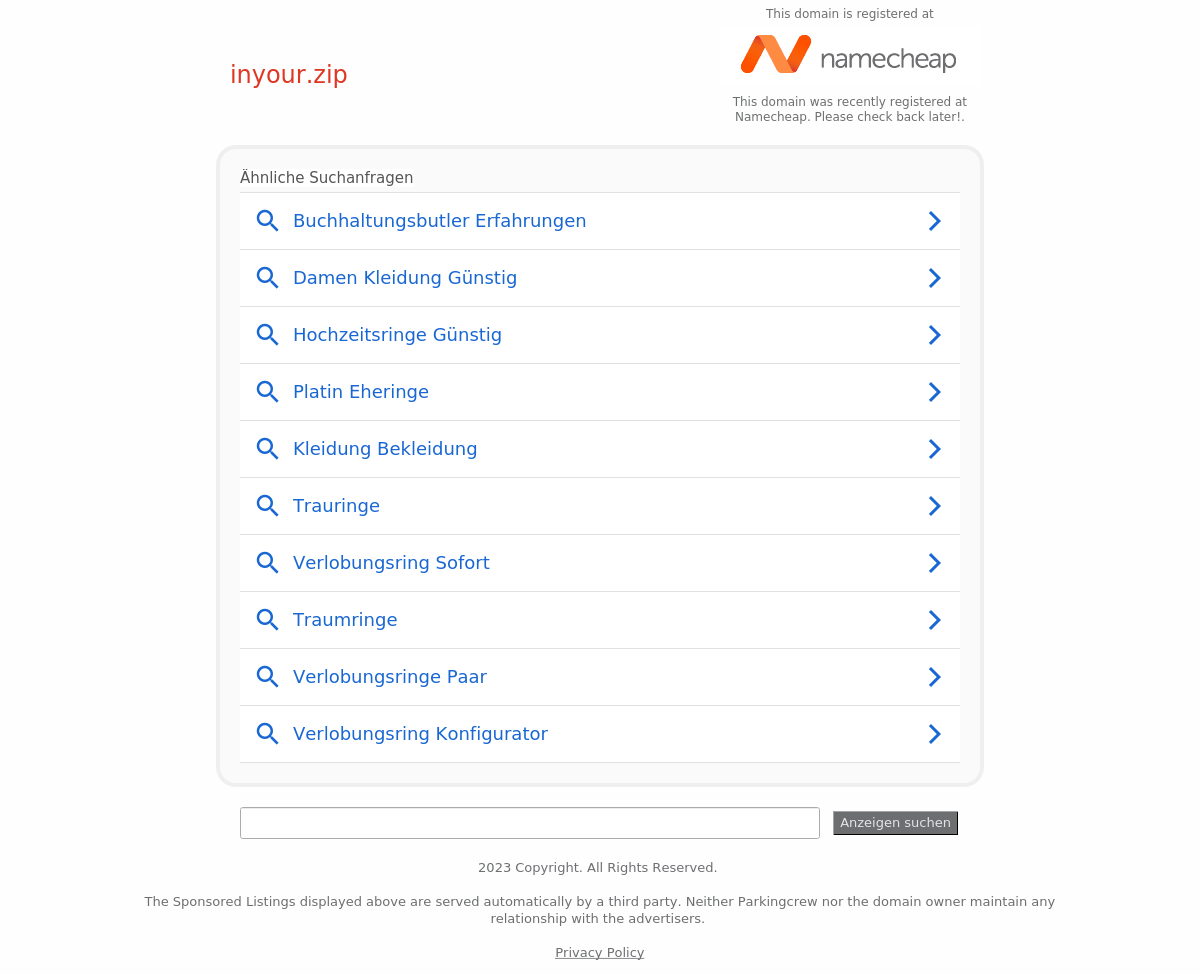 This domain is registered at
namecheap
inyour.zip
This domain was recently registered at
Namecheap. Please check back later!.
Ähnliche Suchanfragen
Buchhaltungsbutler Erfahrungen
Damen Kleidung Günstig
Hochzeitsringe Günstig
Platin Eheringe
Kleidung Bekleidung
Trauringe
Verlobungsring Sofort
Traumringe
Verlobungsringe Paar
Verlobungsring Konfigurator
Anzeigen suchen
2023 Copyright. All Rights Reserved.
The Sponsored Listings displayed above are served automatically by a third party. Neither Parkingcrew nor the domain owner maintain any
relationship with the advertisers.
Privacy Policy